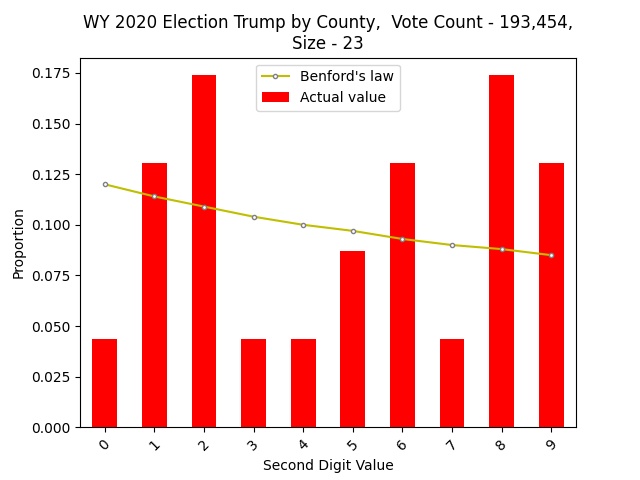 WY 2020 Election Trump by County,  Vote Count - 193,454,
Size - 23
Benford's law
Actual value
0.175
0.150
0.125
0.100
0.075
0.050
0.025
0.000
Proportion
0 1 2 3 4 5 6 7 8 9
Second Digit Value